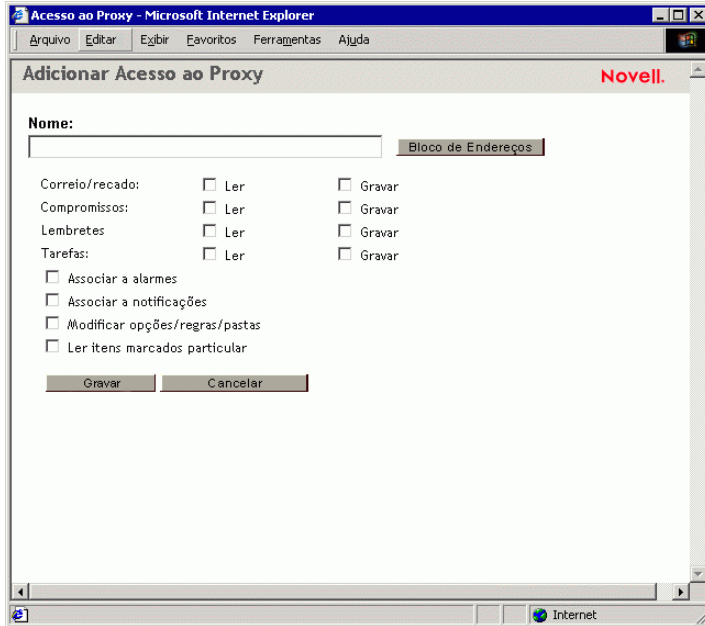 Acesso ao Proxy - Microsoft Internet Explorer
Arquivo Editar Exibir Favoritos Ferramentas Ajuda
Adicionar Acesso ao Proxy
Novell.
Nome:
Bloco de Endereços
Correio/recado: Ler Gravar
Compromissos: Ler Gravar
Lembretes Ler Gravar
Tarefas: Ler Gravar
Associar a alarmes
Associar a notificações
Modificar opções/regras/pastas
Ler itens marcados particular
Gravar Cancelar
Internet